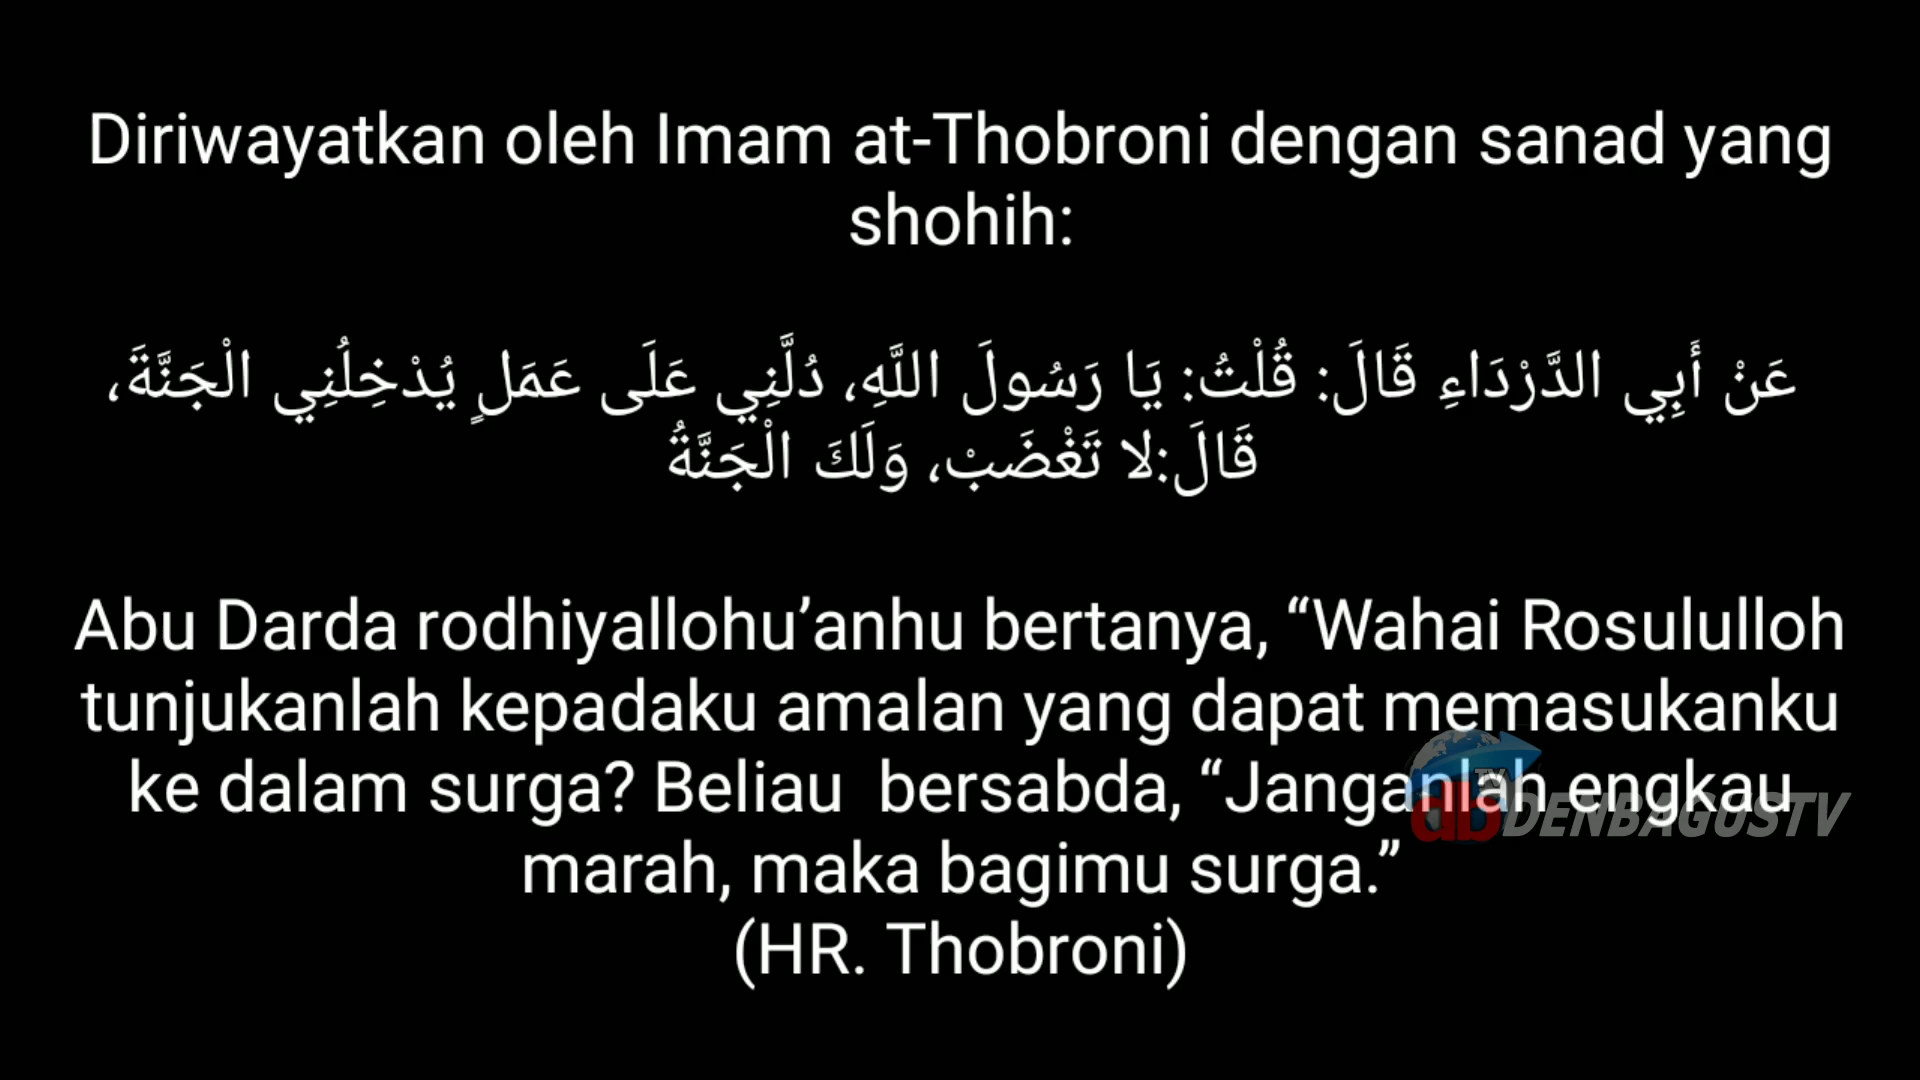 Diriwayatkan oleh Imam at-Thobroni dengan sanad yang
shohih:
عَنْ أَبِي الدَّرْدَاءِ قَالَ: قُلْتُ: يَا رَسُولَ اللَّهِ، دُلَّنِي عَلَى عَمَلٍ يُدْخِلُنِي الْجَنَّةَ،
قَالَ:لا تَغْضَبْ، وَلَكَ الْجَنَّةُ
Abu Darda rodhiyallohu’anhu bertanya, “Wahai Rosululloh
tunjukanlah kepadaku amalan yang dapat memasukanku
ke dalam surga? Beliau  bersabda, “Janganlah engkau
marah, maka bagimu surga.”
(HR. Thobroni)
TV
db DENBAGUSTV